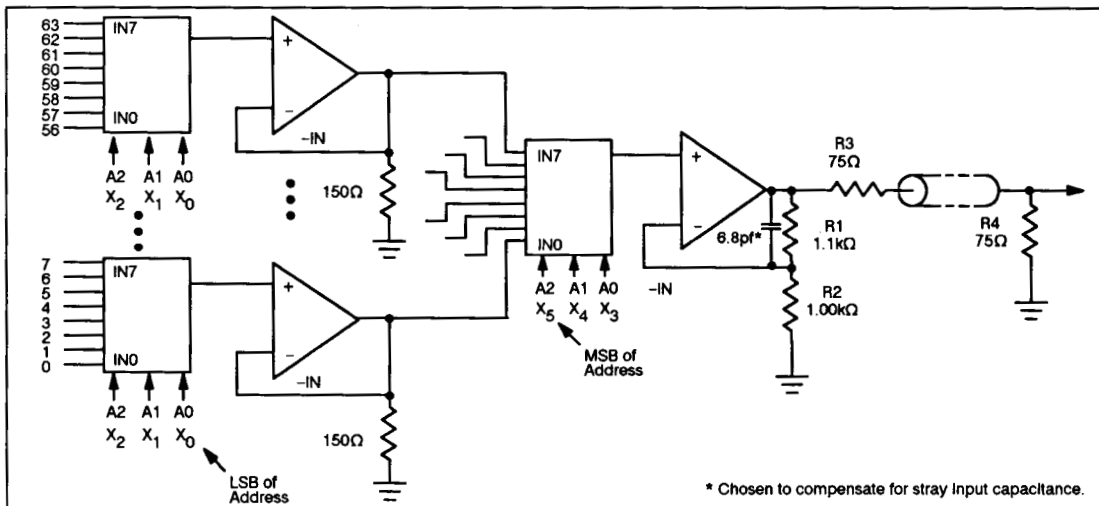 63
62
61
60
59
58
57
56
IN7
IN0
A2 A1 A0
X2 X1 X0
+
−
−IN
150Ω
7
6
5
4
3
2
1
0
IN7
IN0
A2 A1 A0
X2 X1 X0
LSB of
Address
+
−
−IN
150Ω
IN7
IN0
A2 A1 A0
X5 X4 X3
MSB of
Address
+
−
−IN
6.8pf*
R1
1.1kΩ
R2
1.00kΩ
R3
75Ω
R4
75Ω
* Chosen to compensate for stray input capacitance.